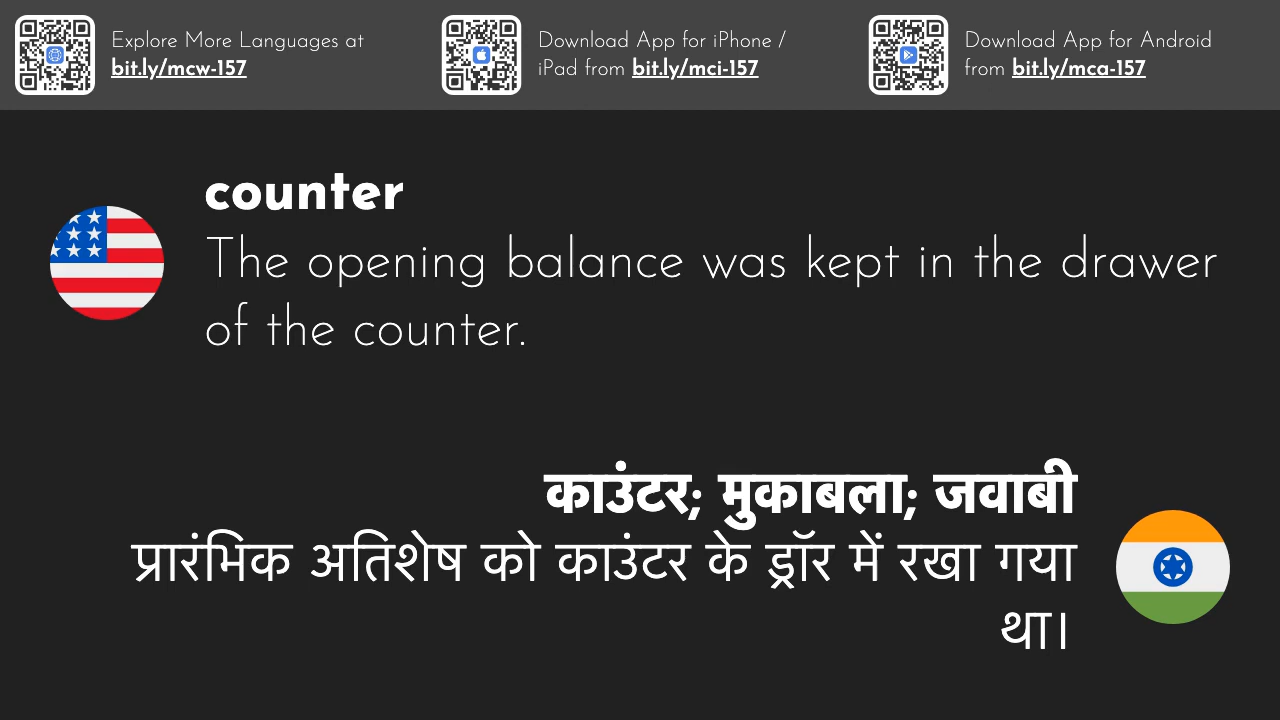 Explore More Languages at
bit.ly/mcw-157
Download App for iPhone /
iPad from bit.ly/mci-157
Download App for Android
from bit.ly/mca-157
counter
The opening balance was kept in the drawer
of the counter.
काउंटर; मुकाबला; जवाबी
प्रारंभिक अतिशेष को काउंटर के ड्रॉर में रखा गया
था।